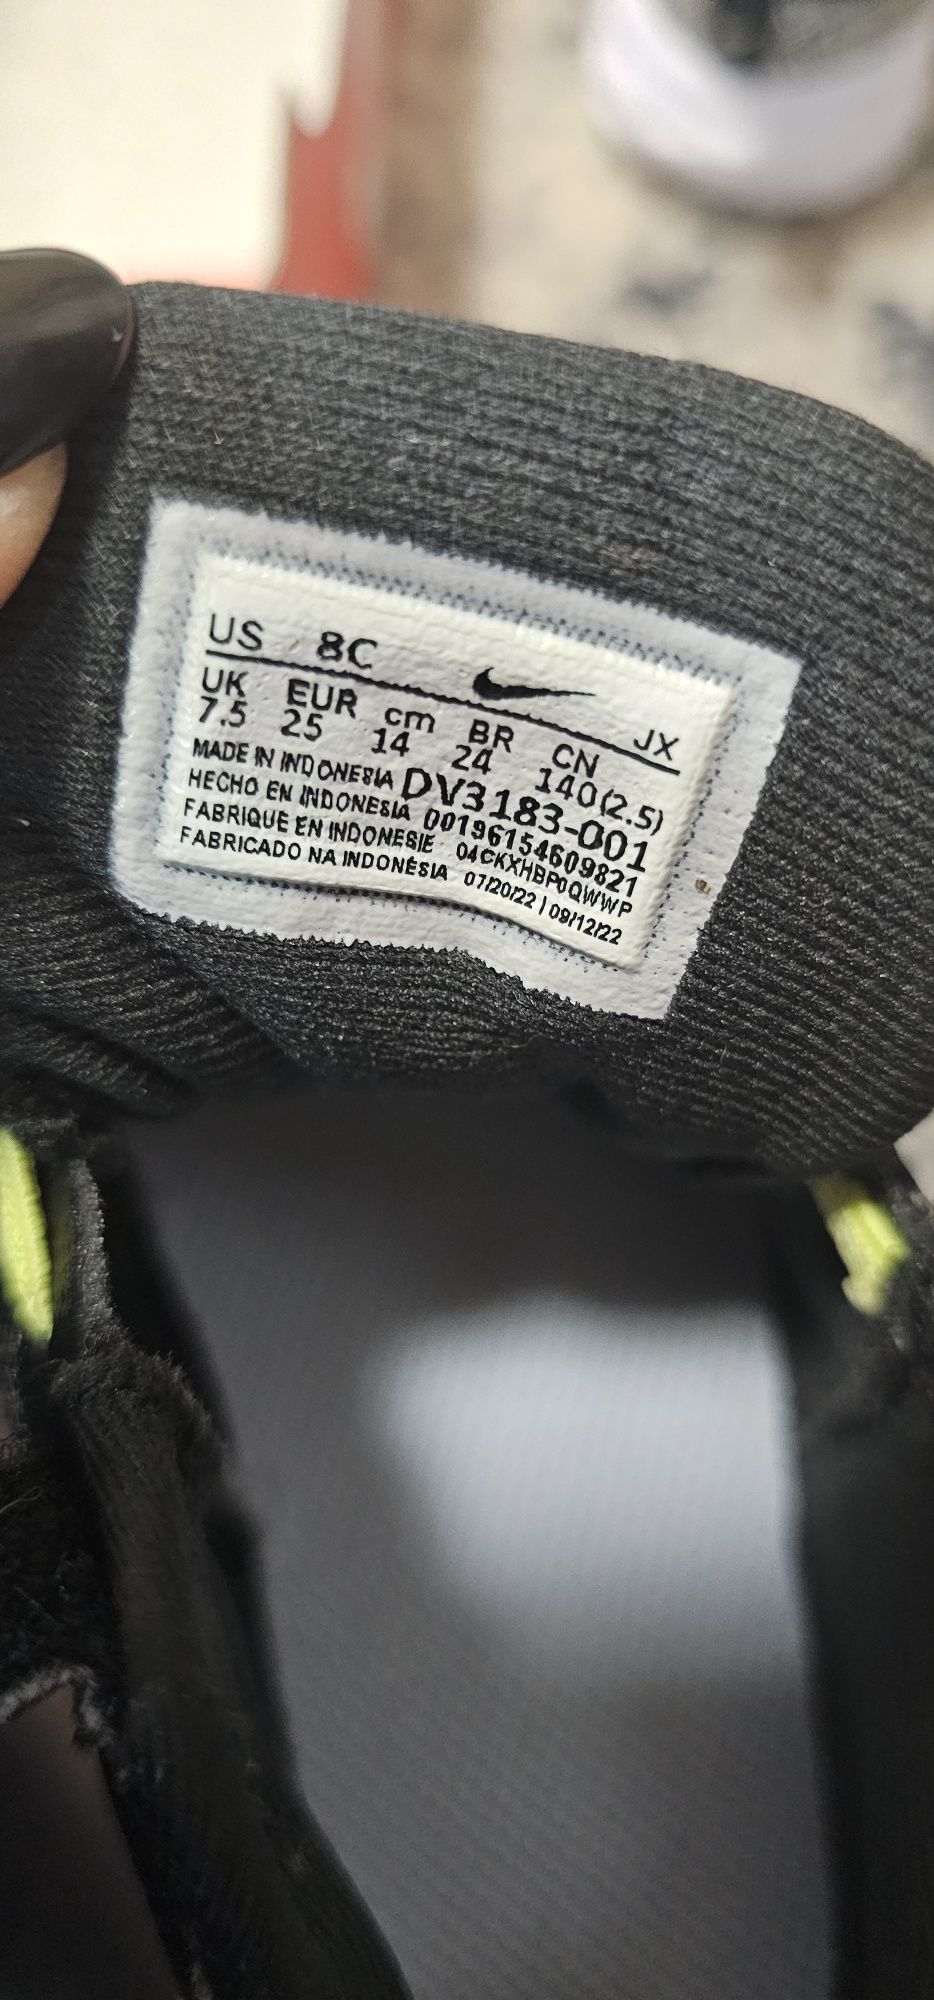 US 8C
UK EUR cm BR CN JX
7.5 25 14 24 140(2.5)
MADE IN INDONESIA DV3183-001
HECHO EN INDONESIA 00196154609821
FABRIQUE EN INDONESIE 04CKXHBP0QWWP
FABRICADO NA INDONÉSIA 07/20/22 | 09/12/22